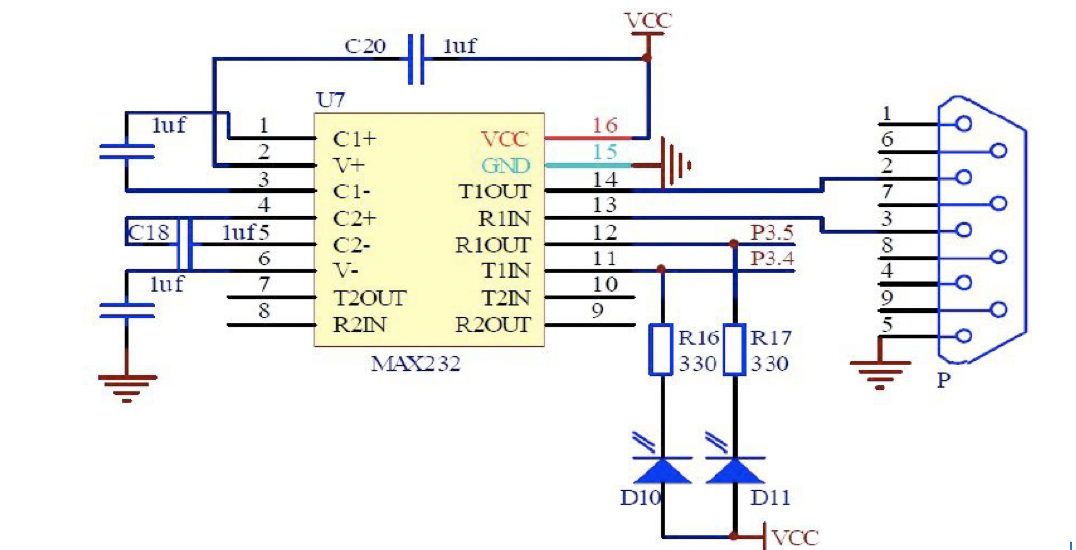 VCC
C20 1uf
U7
1uf
1 C1+ VCC 16
2 V+ GND 15
3 C1- T1OUT 14
4 C2+ R1IN 13
C18 1uf 5 C2- R1OUT 12 P3.5
6 V- T1IN 11 P3.4
1uf
7 T2OUT T2IN 10
8 R2IN R2OUT 9
MAX232
R16 R17
330 330
D10 D11
VCC
1
6
2
7
3
8
4
9
5
P